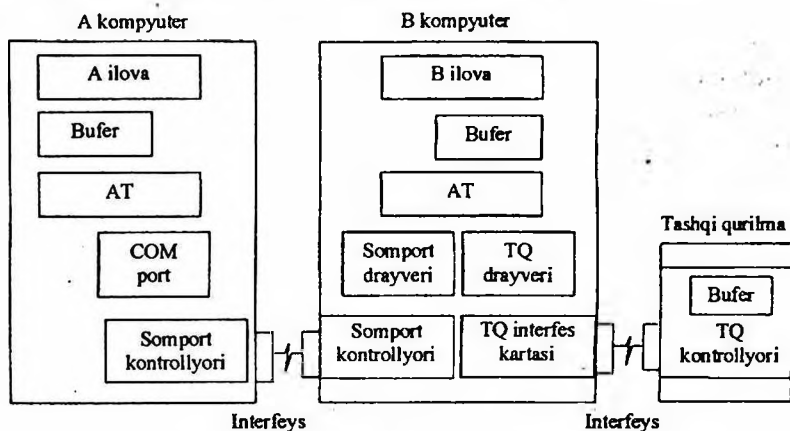 A kompyuter
A ilova
Bufer
AT
COM
port
Somport
kontrollyori
Interfeys
B kompyuter
B ilova
Bufer
AT
Somport
drayveri
TQ
drayveri
Somport
kontrollyori
TQ interfes
kartasi
Interfeys
Tashqi qurilma
Bufer
TQ
kontrollyori